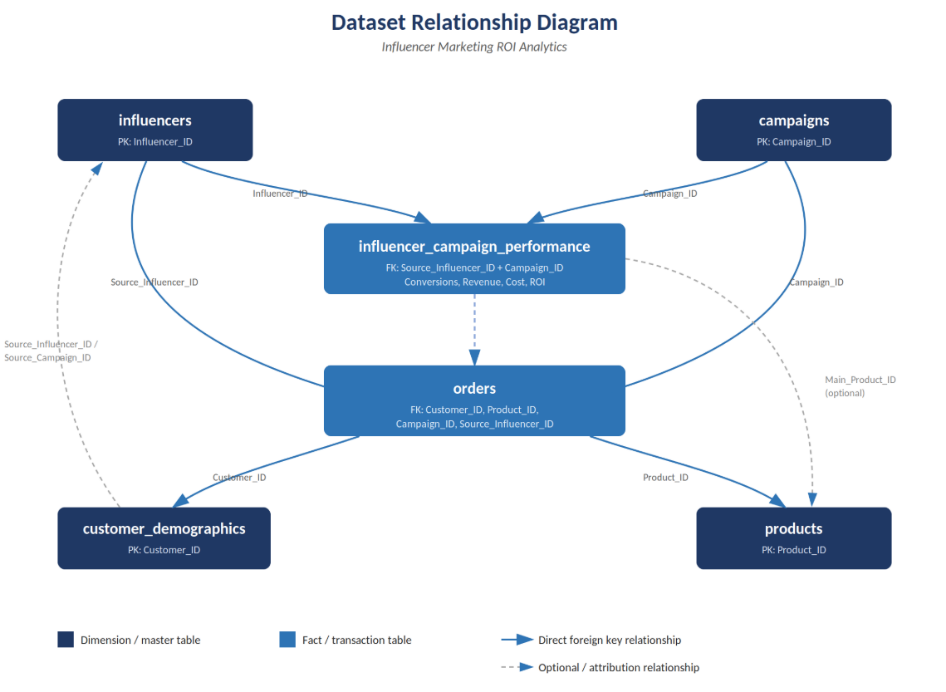 Dataset Relationship Diagram
Influencer Marketing ROI Analytics
influencers
PK: Influencer_ID
campaigns
PK: Campaign_ID
Influencer_ID
Campaign_ID
influencer_campaign_performance
FK: Source_Influencer_ID + Campaign_ID
Conversions, Revenue, Cost, ROI
Source_Influencer_ID
Campaign_ID
Source_Influencer_ID /
Source_Campaign_ID
Main_Product_ID
(optional)
orders
FK: Customer_ID, Product_ID,
Campaign_ID, Source_Influencer_ID
Customer_ID
Product_ID
customer_demographics
PK: Customer_ID
products
PK: Product_ID
Dimension / master table
Fact / transaction table
Direct foreign key relationship
Optional / attribution relationship